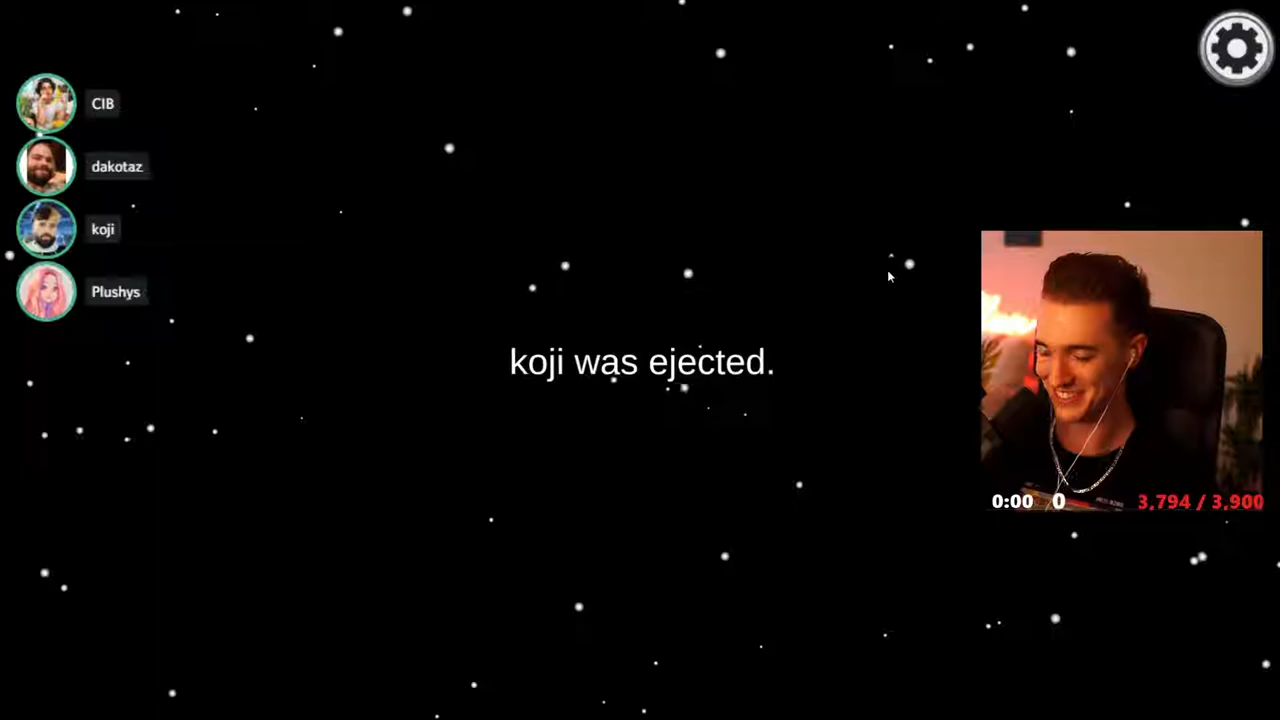 CIB
dakotaz
koji
Plushys
koji was ejected.
0:00 0 3,794 / 3,900